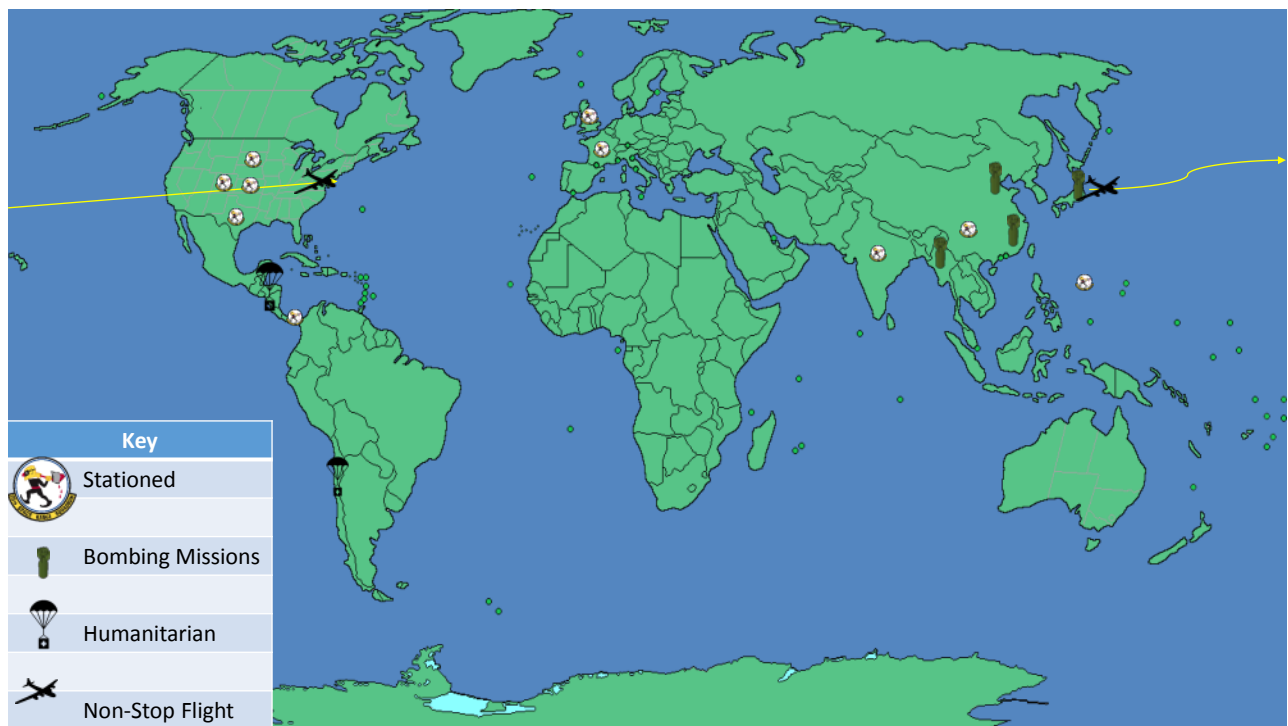 Key
Stationed
Bombing Missions
Humanitarian
Non-Stop Flight